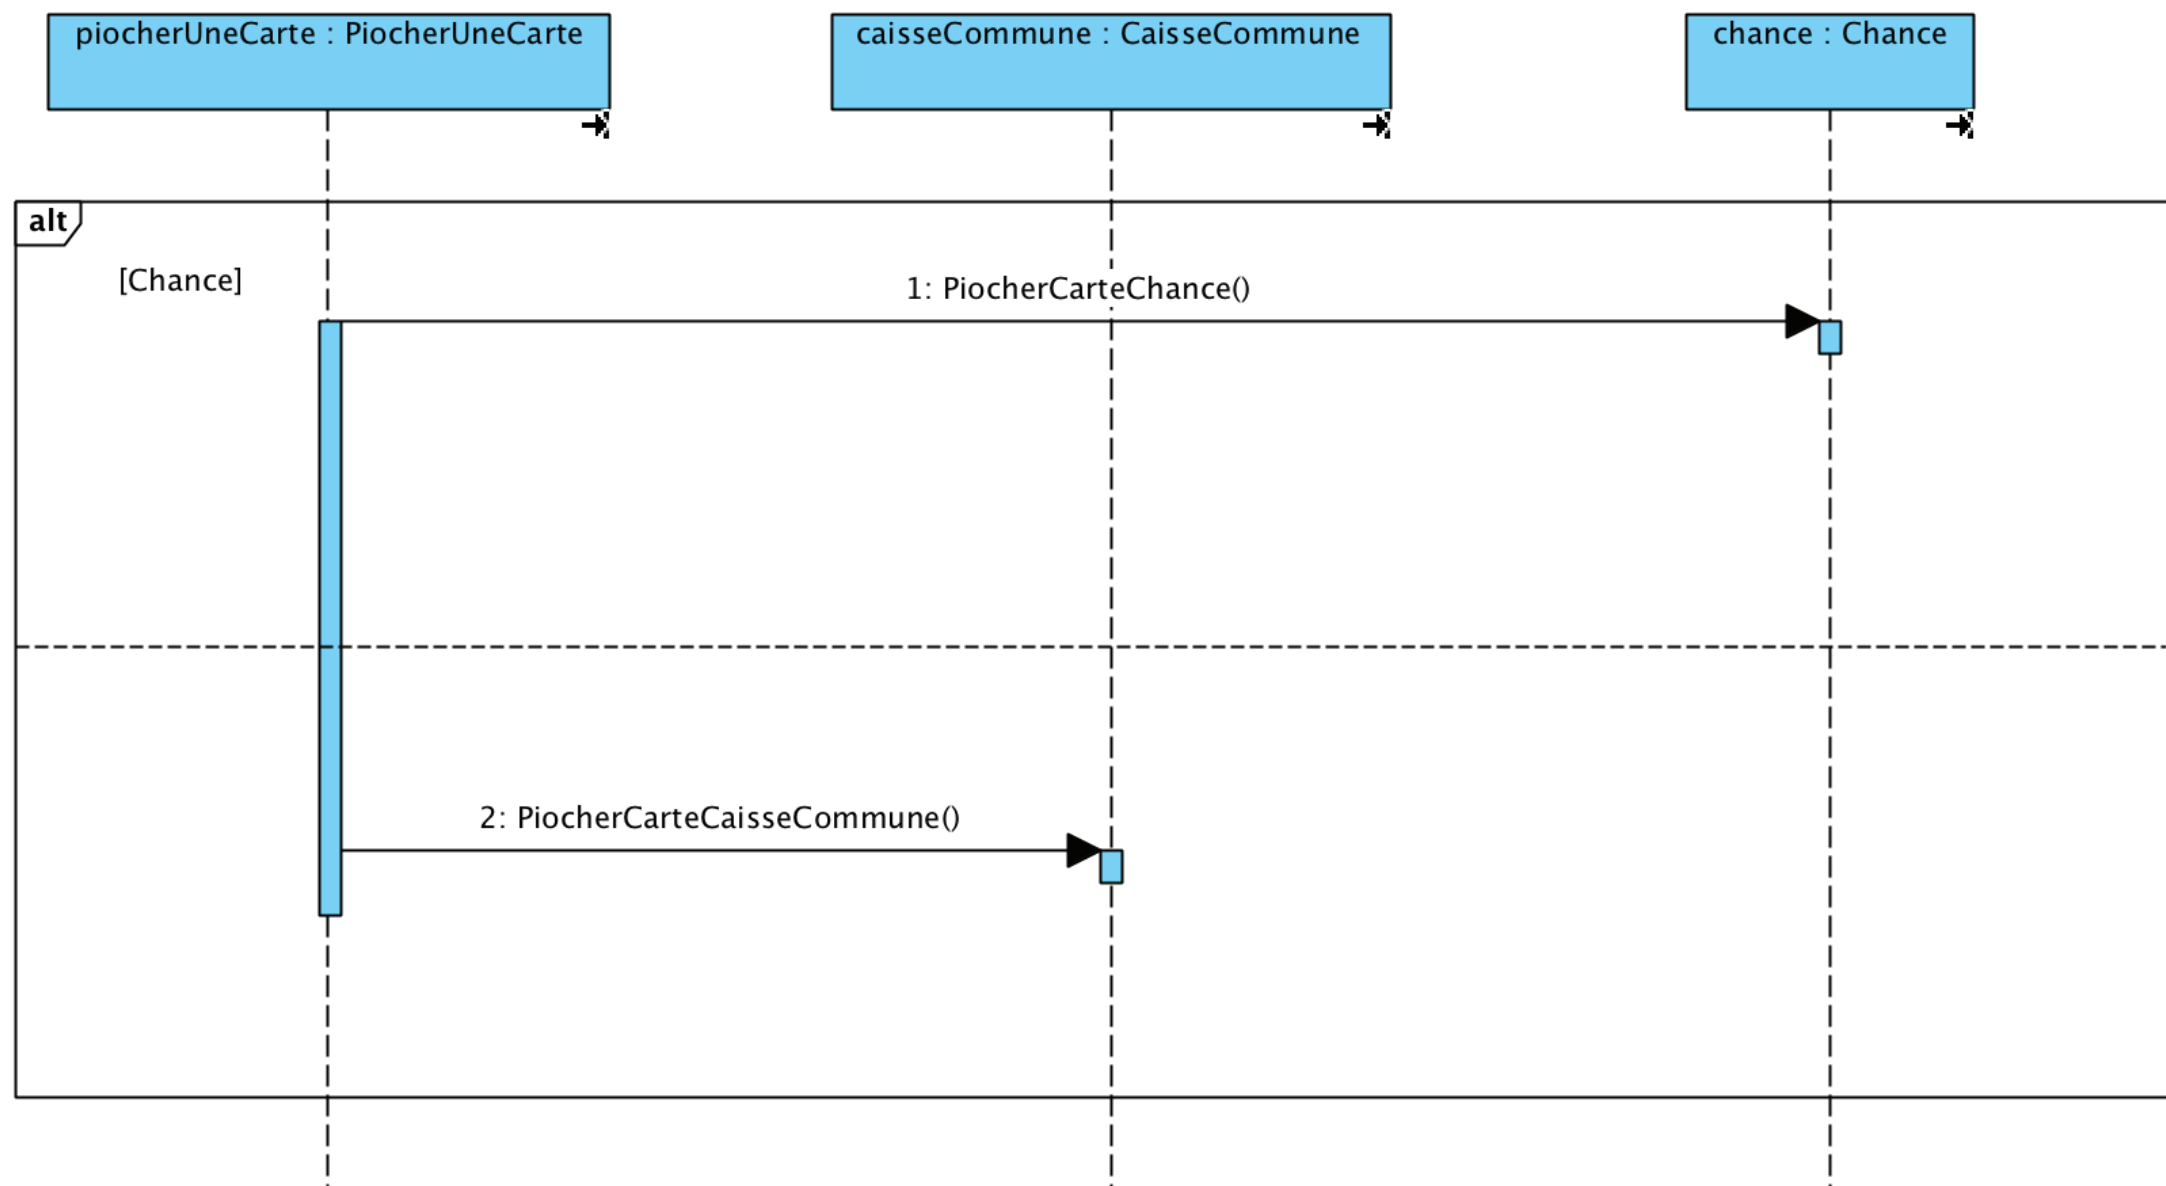 piocherUneCarte : PiocherUneCarte
caisseCommune : CaisseCommune
chance : Chance
alt
[Chance]
1: PiocherCarteChance()
2: PiocherCarteCaisseCommune()